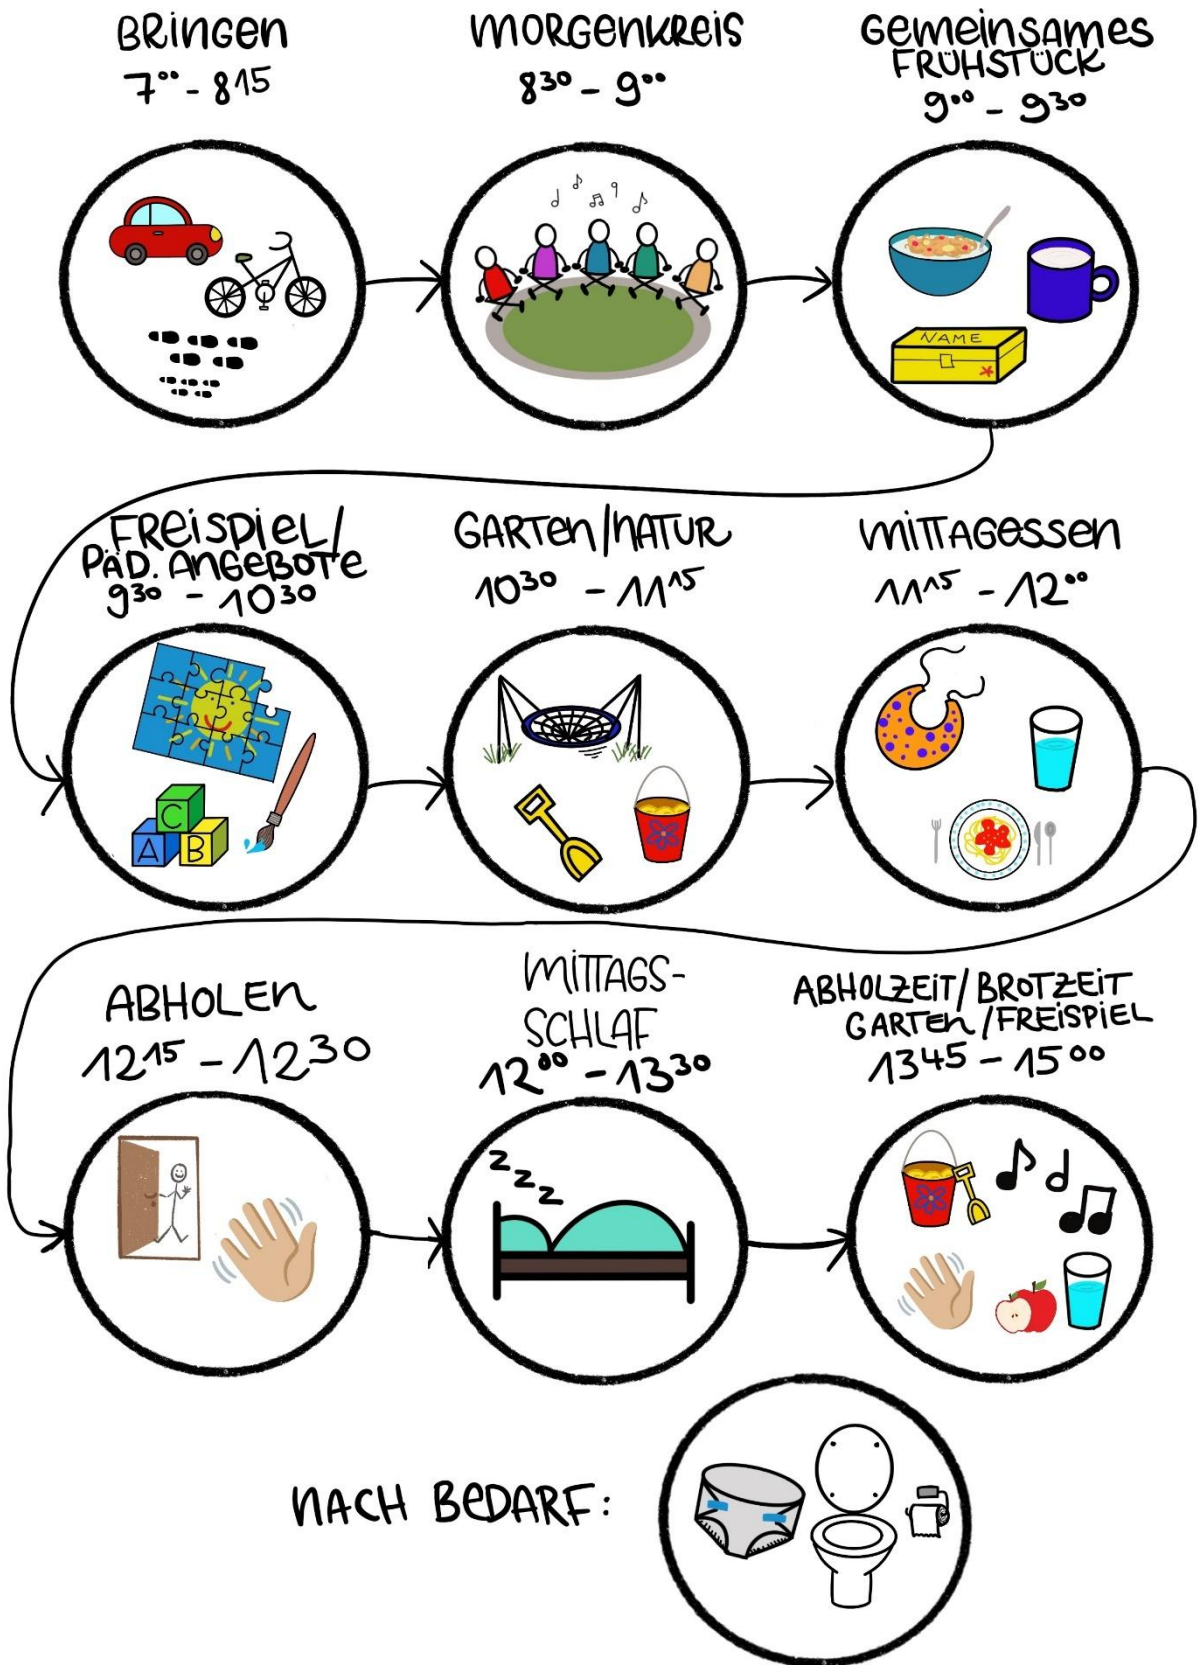 BRINGEN
7⁰⁰ - 8¹⁵
MORGENKREIS
8³⁰ - 9⁰⁰
GEMEINSAMES
FRÜHSTÜCK
9⁰⁰ - 9³⁰
NAME
FREISPIEL/
PÄD. ANGEBOTE
9³⁰ - 10³⁰
C
A B
GARTEN/NATUR
10³⁰ - 11¹⁵
MITTAGESSEN
11¹⁵ - 12⁰⁰
ABHOLEN
12¹⁵ - 12³⁰
MITTAGS-
SCHLAF
12⁰⁰ - 13³⁰
z
z
z
ABHOLZEIT/BROTZEIT
GARTEN/FREISPIEL
13⁴⁵ - 15⁰⁰
NACH BEDARF: